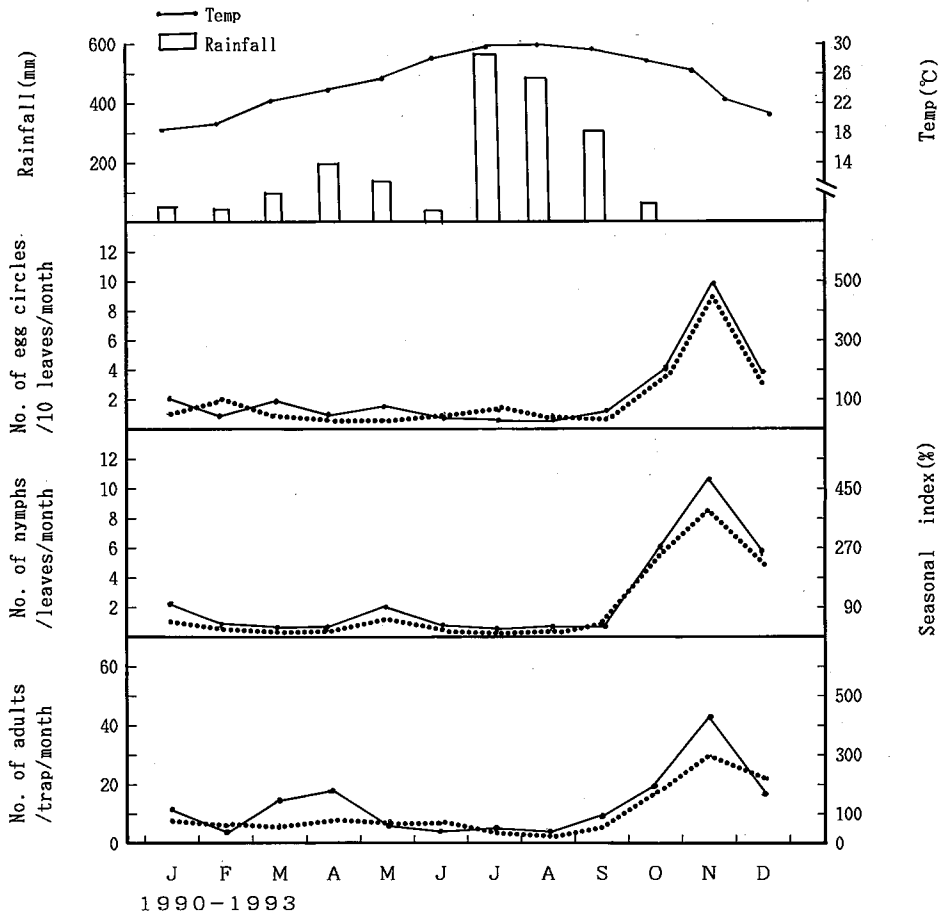 Temp
Rainfall
Rainfall(mm)
600
400
200
Temp(℃)
30
26
22
18
14
No. of egg circles
/10 leaves/month
12
10
8
6
4
2
500
300
100
No. of nymphs
/leaves/month
12
10
8
6
4
2
450
270
90
Seasonal index(%)
No. of adults
/trap/month
60
40
20
0
500
300
100
0
J F M A M J J A S O N D
1990-1993